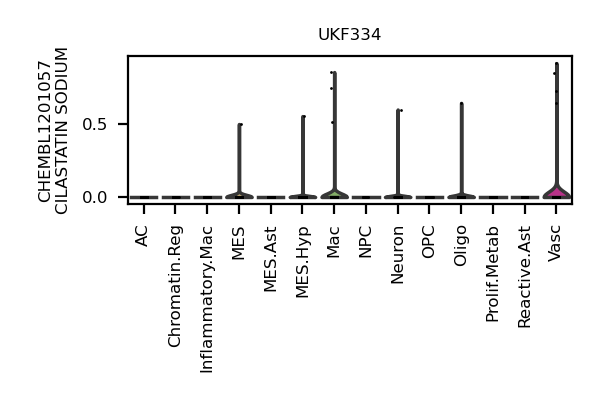 UKF334
CHEMBL1201057
CILASTATIN SODIUM
0.5
0.0
AC
Chromatin.Reg
Inflammatory.Mac
MES
MES.Ast
MES.Hyp
Mac
NPC
Neuron
OPC
Oligo
Prolif.Metab
Reactive.Ast
Vasc